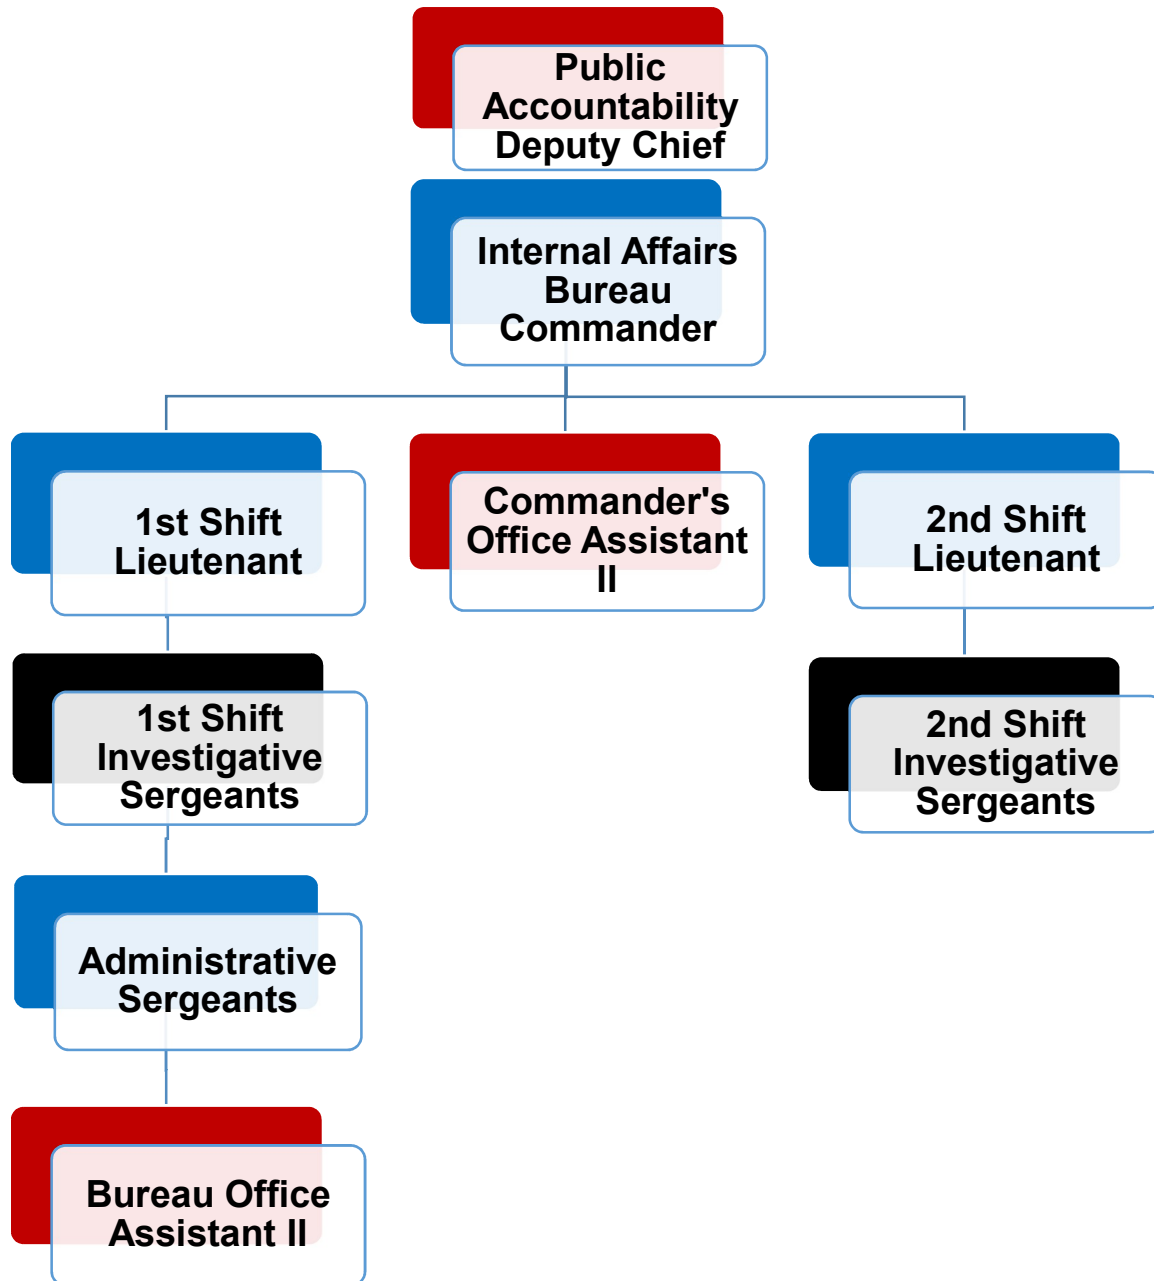 Public
Accountability
Deputy Chief
Internal Affairs
Bureau
Commander
1st Shift
Lieutenant
Commander's
Office Assistant
II
2nd Shift
Lieutenant
1st Shift
Investigative
Sergeants
2nd Shift
Investigative
Sergeants
Administrative
Sergeants
Bureau Office
Assistant II